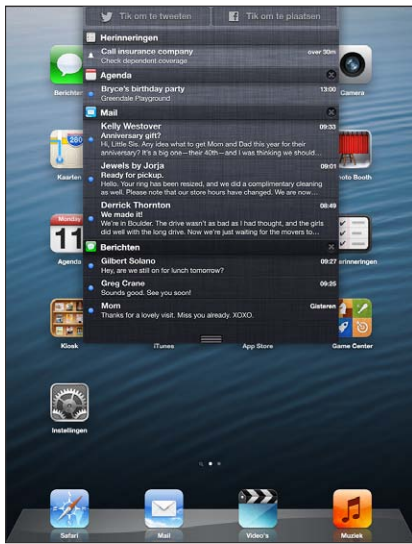 Tik om te tweeten
Tik om te plaatsen
Herinneringen
Call insurance company over 30m
Check dependent coverage
Agenda
Bryce's birthday party 13:00
Greendale Playground
Mail
Kelly Westover 09:33
Anniversary gift?
Hi, Little Sis. Any idea what to get Mom and Dad this year for their
anniversary? It's a big one—their 40th—and I was thinking we should...
Jewels by Jorja 09:01
Ready for pickup.
Hello. Your ring has been resized, and we did a complimentary cleaning
as well. Please note that our store hours have changed. We are now...
Derrick Thornton 08:49
We made it!
We're in Boulder. The drive wasn't as bad as I had thought, and the girls
did well with the long drive. Now we're just waiting for the movers to...
Berichten
Gilbert Solano 09:27
Hey, are we still on for lunch tomorrow?
Greg Crane 09:25
Sounds good. See you soon!
Mom Gisteren
Thanks for a lovely visit. Miss you already. XOXO.
Berichten
Camera
280
Kaarten
hoto Booth
Monday
11
Agenda
erinneringen
Kiosk
iTunes
App Store
Game Center
Instellingen
Safari
Mail
Video's
Muziek